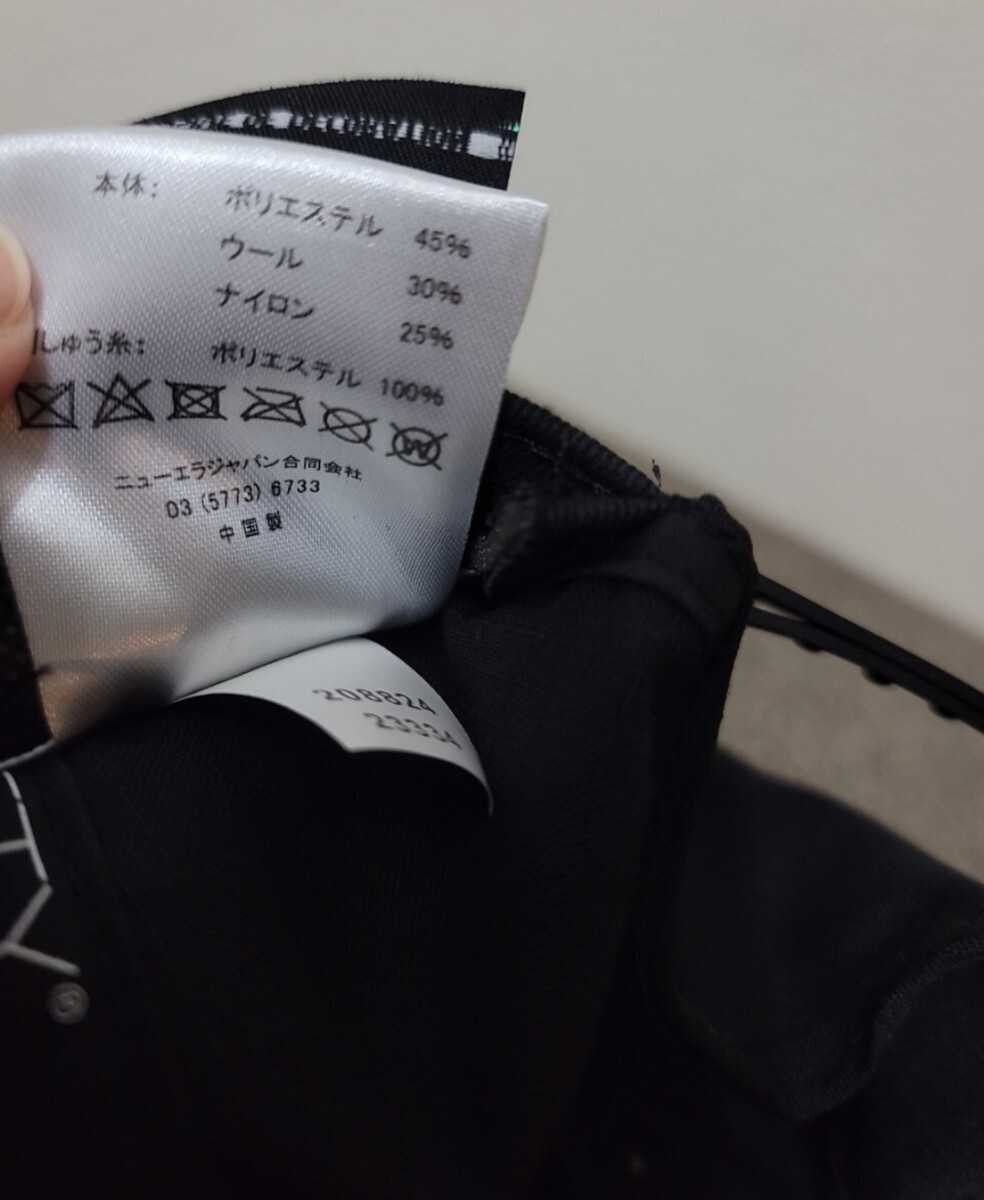 本体: ポリエステル 45%
ウール 30%
ナイロン 25%
しゅう糸: ポリエステル 100%
W
ニューエラジャパン合同会社
03 (5773) 6733
中国製
208824
23334
®